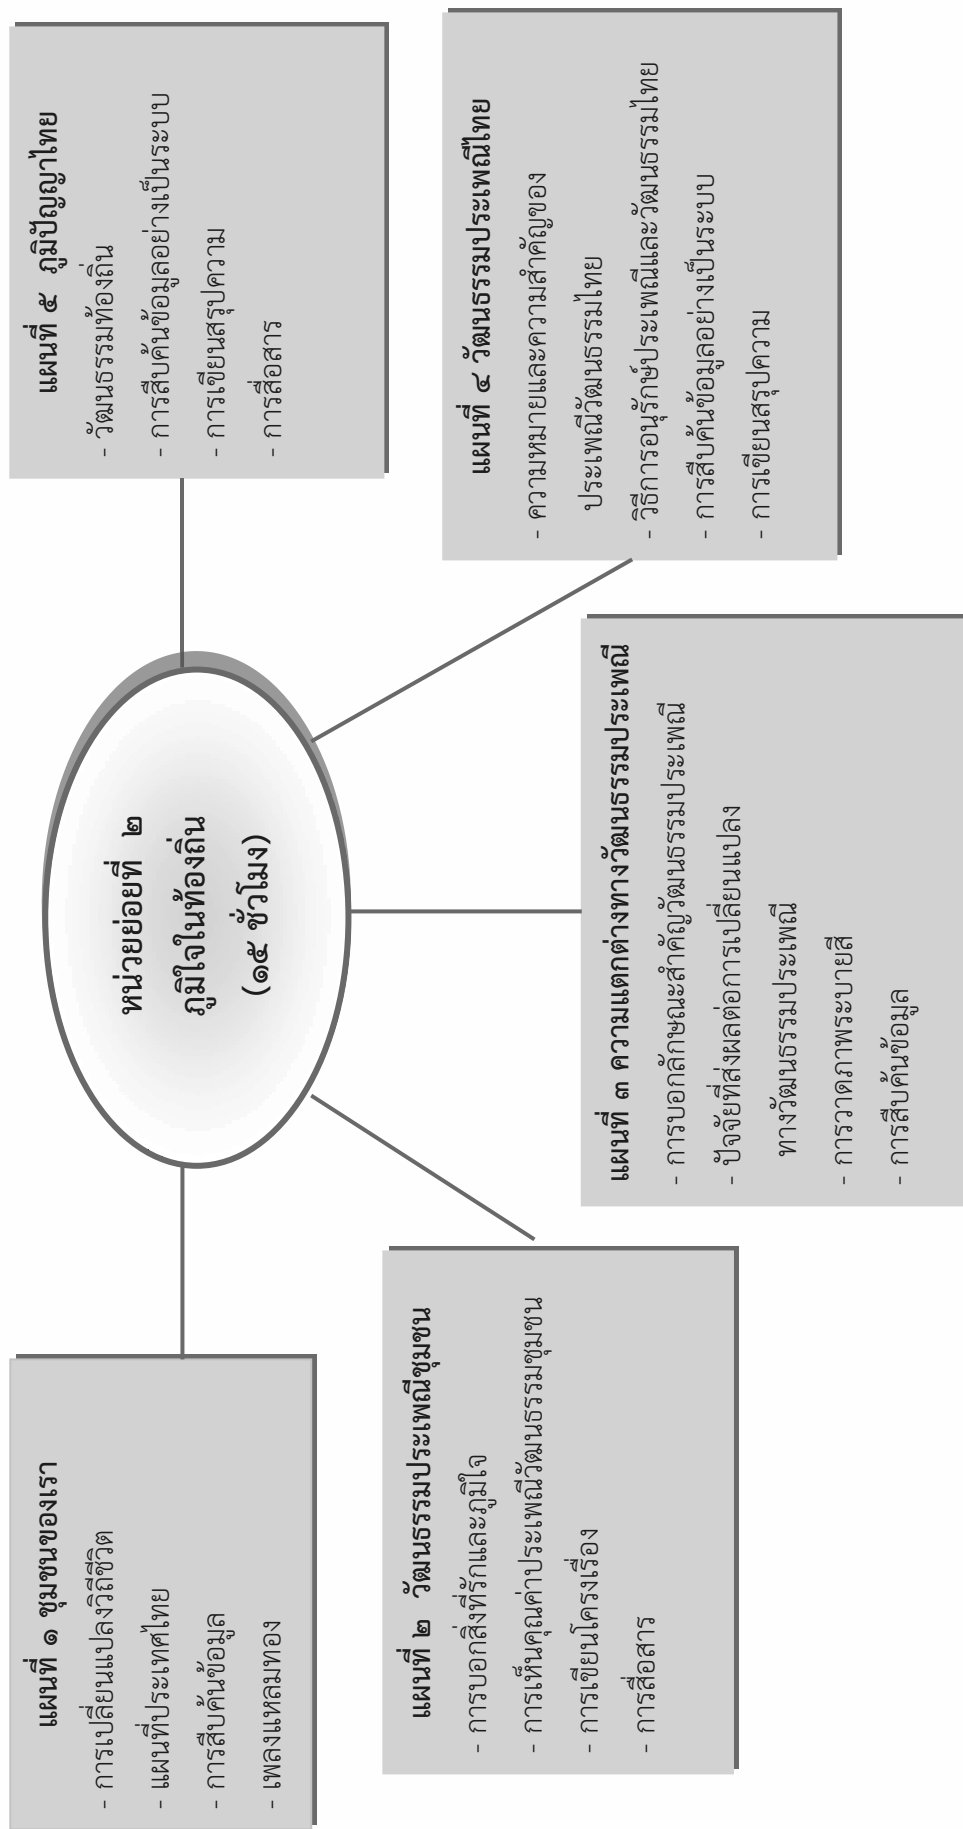 หน่วยย่อยที่ ๒
ภูมิใจในท้องถิ่น
(๑๕ ชั่วโมง)
แผนที่ ๑ ชุมชนของเรา
- การเปลี่ยนแปลงวิถีชีวิต
- แผนที่ประเทศไทย
- การสืบค้นข้อมูล
- เพลงแหลมทอง
แผนที่ ๒ วัฒนธรรมประเพณีชุมชน
- การบอกสิ่งที่รักและภูมิใจ
- การเห็นคุณค่าประเพณีวัฒนธรรมชุมชน
- การเขียนโครงเรื่อง
- การสื่อสาร
แผนที่ ๓ ความแตกต่างทางวัฒนธรรมประเพณี
- การบอกลักษณะสำคัญวัฒนธรรมประเพณี
- ปัจจัยที่ส่งผลต่อการเปลี่ยนแปลง
ทางวัฒนธรรมประเพณี
- การวาดภาพระบายสี
- การสืบค้นข้อมูล
แผนที่ ๔ วัฒนธรรมประเพณีไทย
- ความหมายและความสำคัญของ
ประเพณีวัฒนธรรมไทย
- วิธีการอนุรักษ์ประเพณีและวัฒนธรรมไทย
- การสืบค้นข้อมูลอย่างเป็นระบบ
- การเขียนสรุปความ
แผนที่ ๕ ภูมิปัญญาไทย
- วัฒนธรรมท้องถิ่น
- การสืบค้นข้อมูลอย่างเป็นระบบ
- การเขียนสรุปความ
- การสื่อสาร